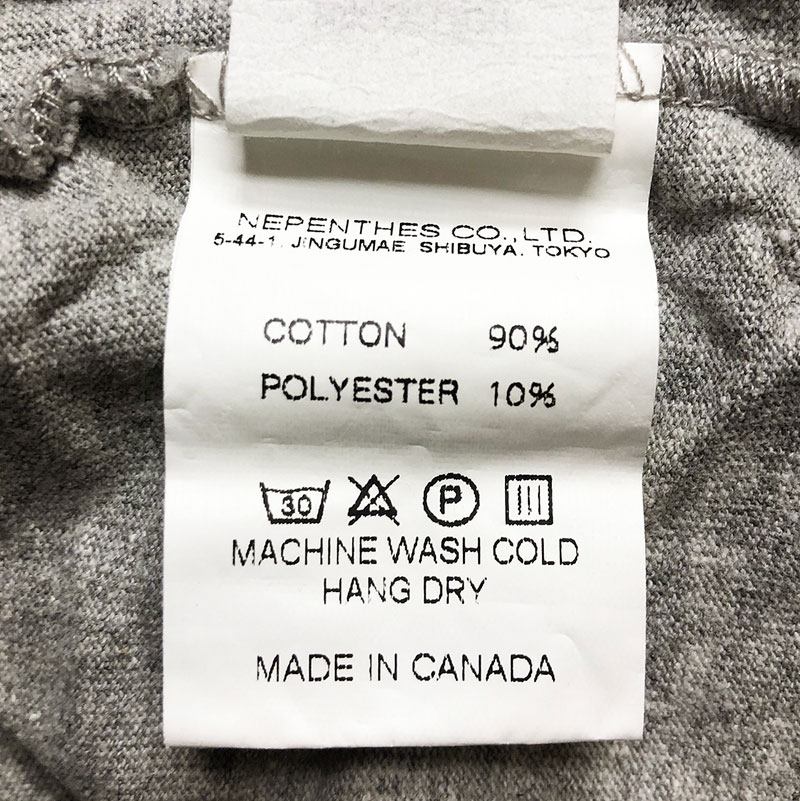 NEPENTHES CO.,LTD.
5-44-1, JINGUMAE SHIBUYA, TOKYO
COTTON 90%
POLYESTER 10%
30 P
MACHINE WASH COLD
HANG DRY
MADE IN CANADA